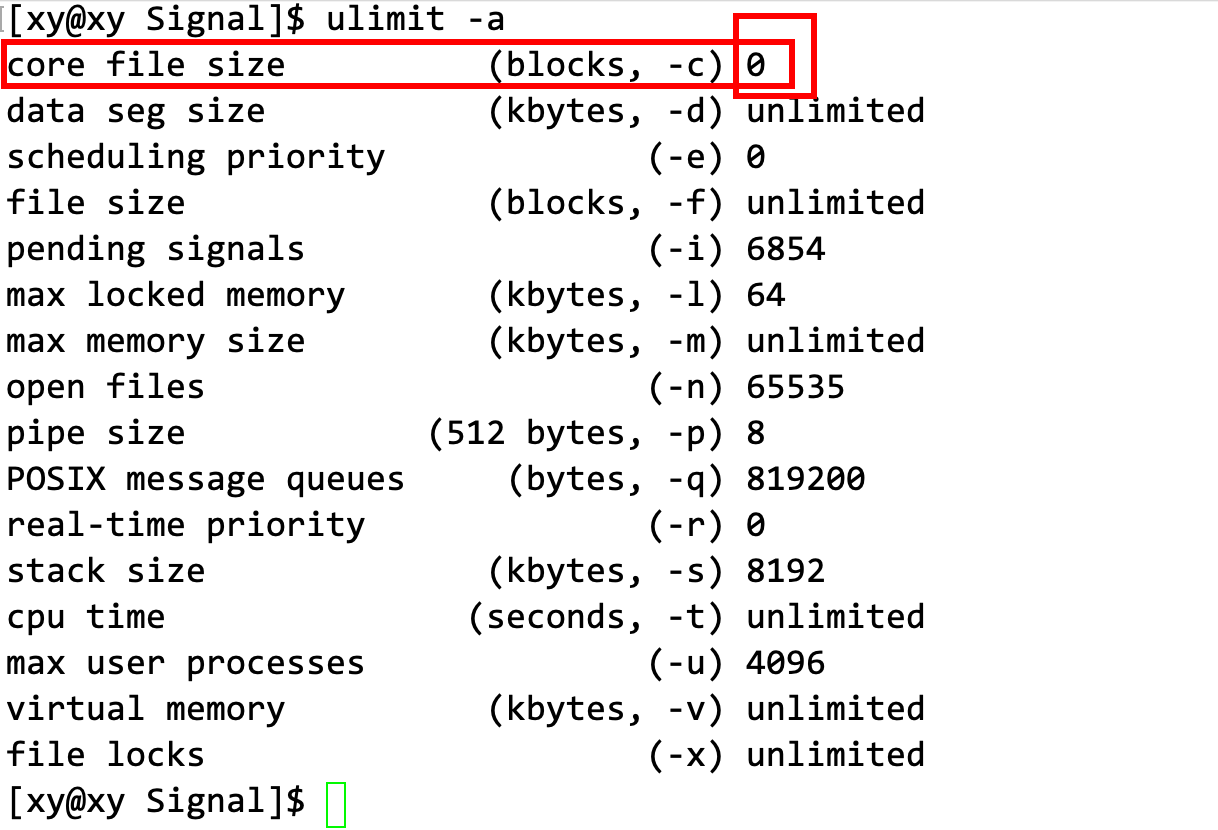 [xy@xy Signal]$ ulimit -a
core file size          (blocks, -c) 0
data seg size           (kbytes, -d) unlimited
scheduling priority             (-e) 0
file size               (blocks, -f) unlimited
pending signals                 (-i) 6854
max locked memory       (kbytes, -l) 64
max memory size         (kbytes, -m) unlimited
open files                      (-n) 65535
pipe size            (512 bytes, -p) 8
POSIX message queues     (bytes, -q) 819200
real-time priority              (-r) 0
stack size              (kbytes, -s) 8192
cpu time               (seconds, -t) unlimited
max user processes              (-u) 4096
virtual memory          (kbytes, -v) unlimited
file locks                      (-x) unlimited
[xy@xy Signal]$